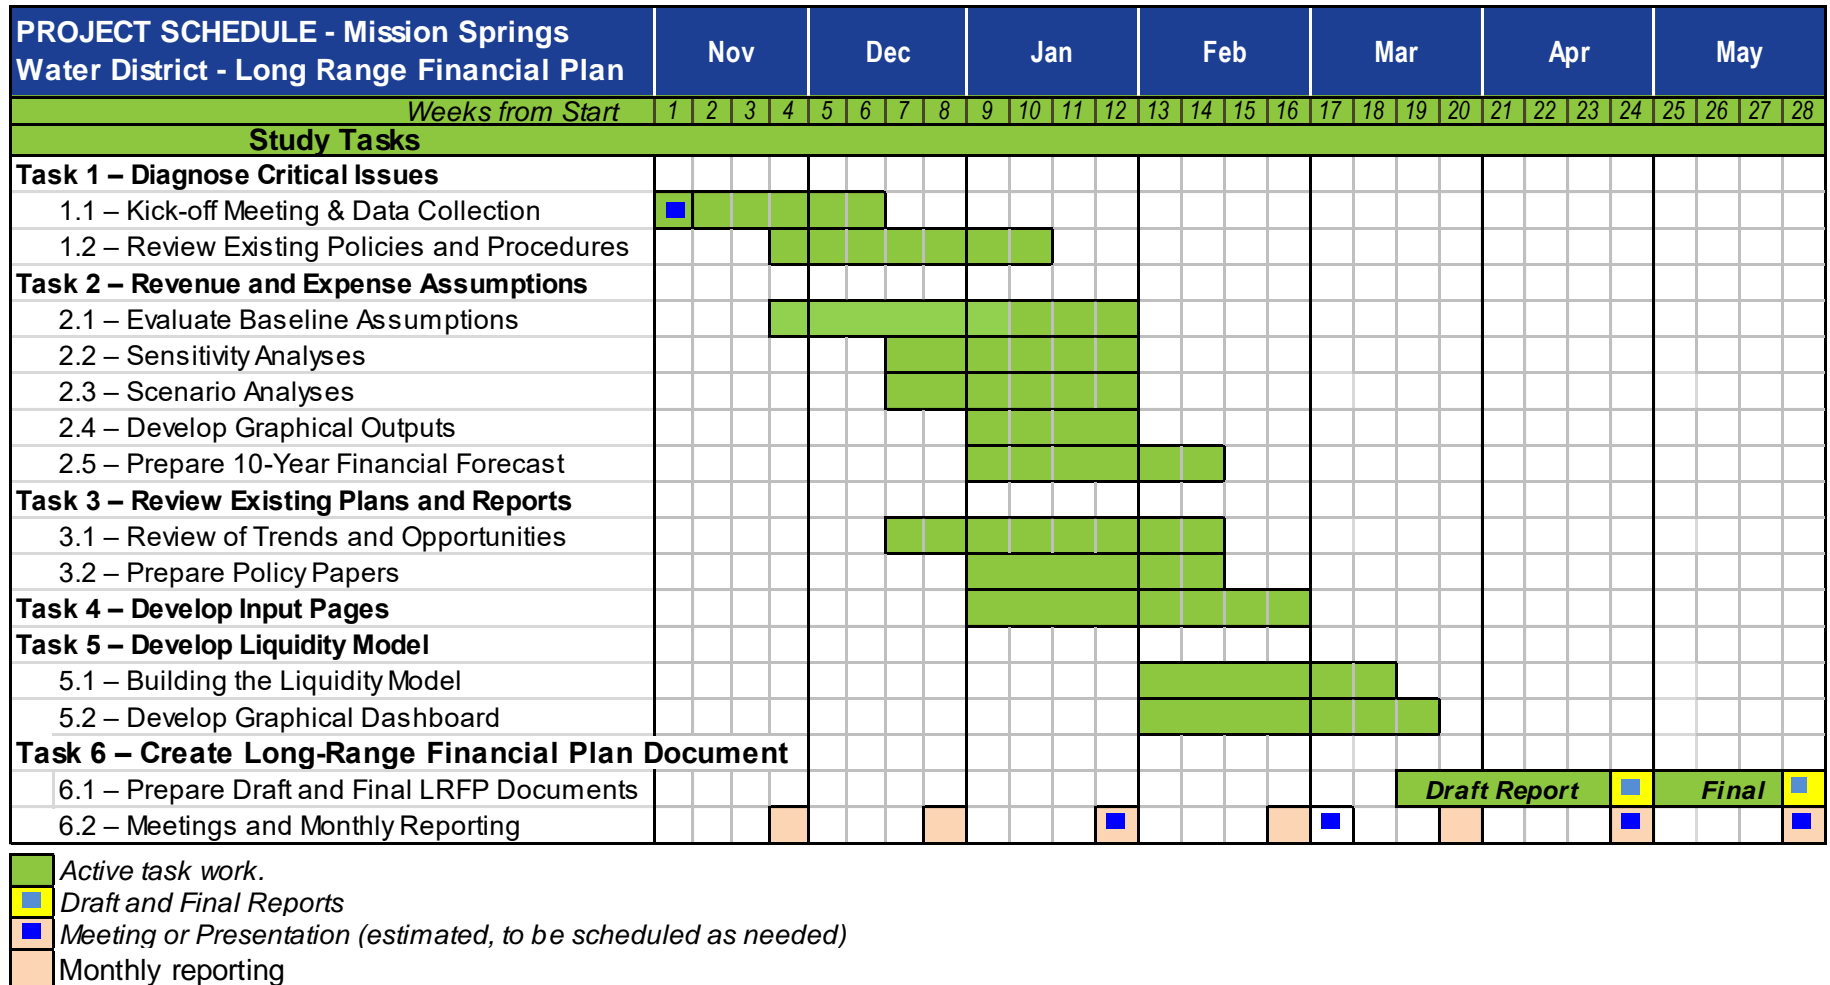 PROJECT SCHEDULE - Mission Springs
Water District - Long Range Financial Plan
Nov Dec Jan Feb Mar Apr May
Weeks from Start 1 2 3 4 5 6 7 8 9 10 11 12 13 14 15 16 17 18 19 20 21 22 23 24 25 26 27 28
Study Tasks
Task 1 – Diagnose Critical Issues
1.1 – Kick-off Meeting & Data Collection
1.2 – Review Existing Policies and Procedures
Task 2 – Revenue and Expense Assumptions
2.1 – Evaluate Baseline Assumptions
2.2 – Sensitivity Analyses
2.3 – Scenario Analyses
2.4 – Develop Graphical Outputs
2.5 – Prepare 10-Year Financial Forecast
Task 3 – Review Existing Plans and Reports
3.1 – Review of Trends and Opportunities
3.2 – Prepare Policy Papers
Task 4 – Develop Input Pages
Task 5 – Develop Liquidity Model
5.1 – Building the Liquidity Model
5.2 – Develop Graphical Dashboard
Task 6 – Create Long-Range Financial Plan Document
6.1 – Prepare Draft and Final LRFP Documents Draft Report Final
6.2 – Meetings and Monthly Reporting
Active task work.
Draft and Final Reports
Meeting or Presentation (estimated, to be scheduled as needed)
Monthly reporting